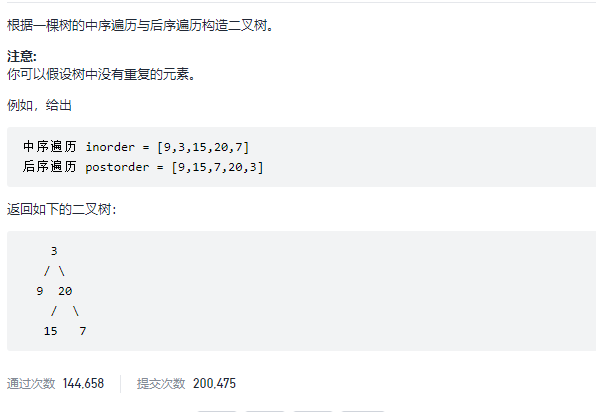 根据一棵树的中序遍历与后序遍历构造二叉树。
注意:
你可以假设树中没有重复的元素。
例如，给出
中序遍历 inorder = [9,3,15,20,7]
后序遍历 postorder = [9,15,7,20,3]
返回如下的二叉树：
3
/ \
9 20
/ \
15 7
通过次数 144,658 提交次数 200,475